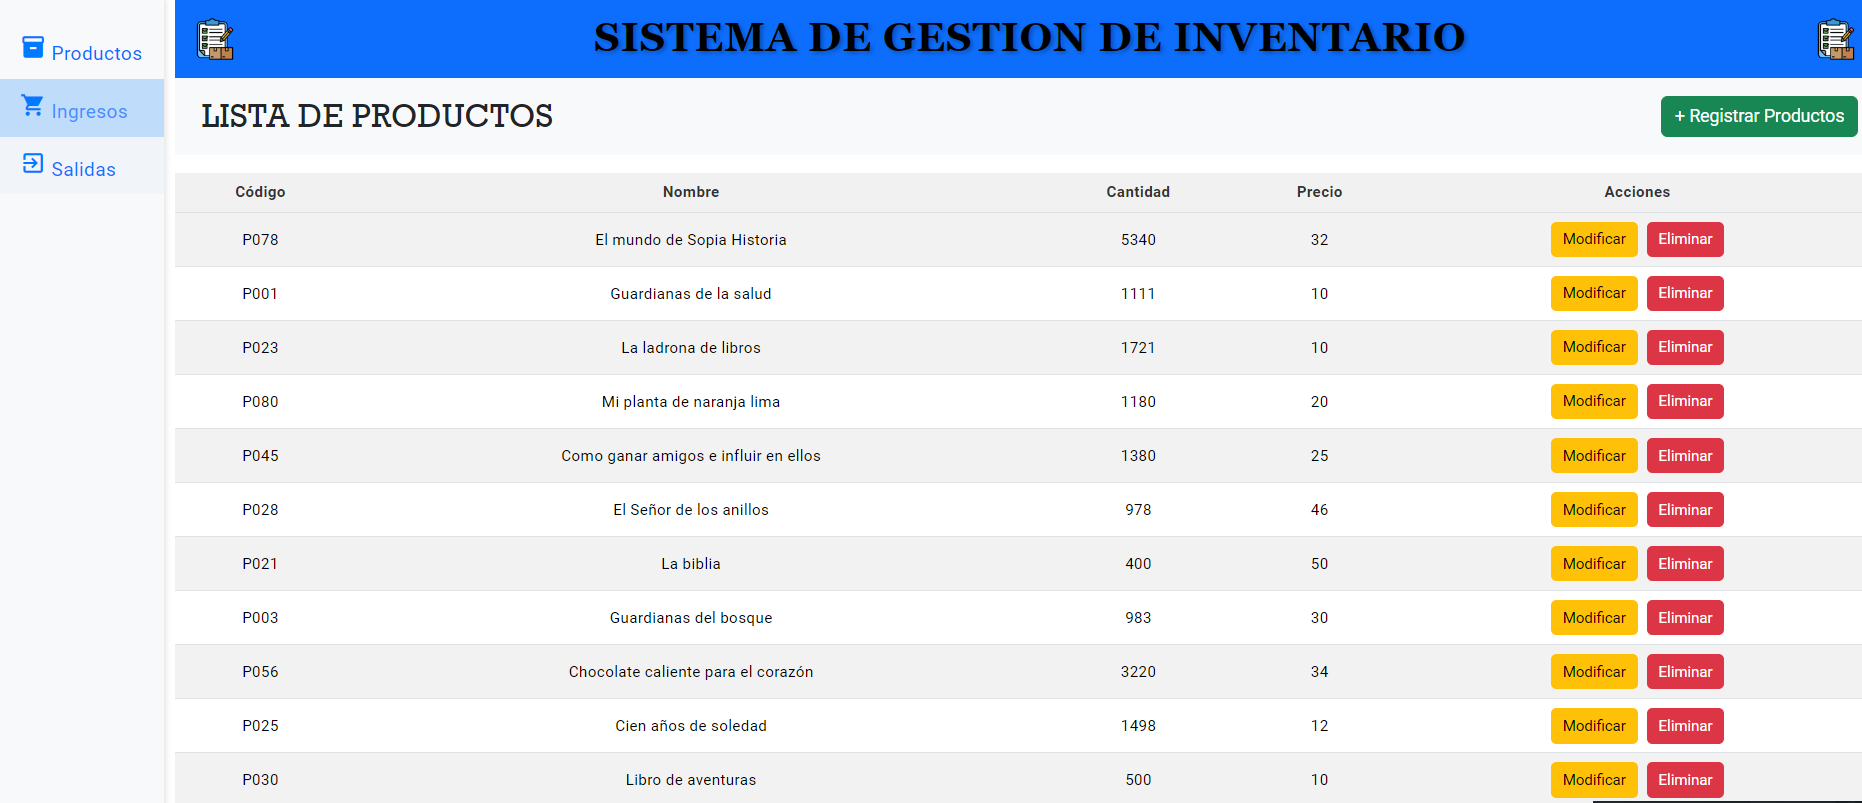 Productos
Ingresos
Salidas
SISTEMA DE GESTION DE INVENTARIO
LISTA DE PRODUCTOS
+ Registrar Productos
Código Nombre Cantidad Precio Acciones
P078 El mundo de Sopia Historia 5340 32 Modificar Eliminar
P001 Guardianas de la salud 1111 10 Modificar Eliminar
P023 La ladrona de libros 1721 10 Modificar Eliminar
P080 Mi planta de naranja lima 1180 20 Modificar Eliminar
P045 Como ganar amigos e influir en ellos 1380 25 Modificar Eliminar
P028 El Señor de los anillos 978 46 Modificar Eliminar
P021 La biblia 400 50 Modificar Eliminar
P003 Guardianas del bosque 983 30 Modificar Eliminar
P056 Chocolate caliente para el corazón 3220 34 Modificar Eliminar
P025 Cien años de soledad 1498 12 Modificar Eliminar
P030 Libro de aventuras 500 10 Modificar Eliminar